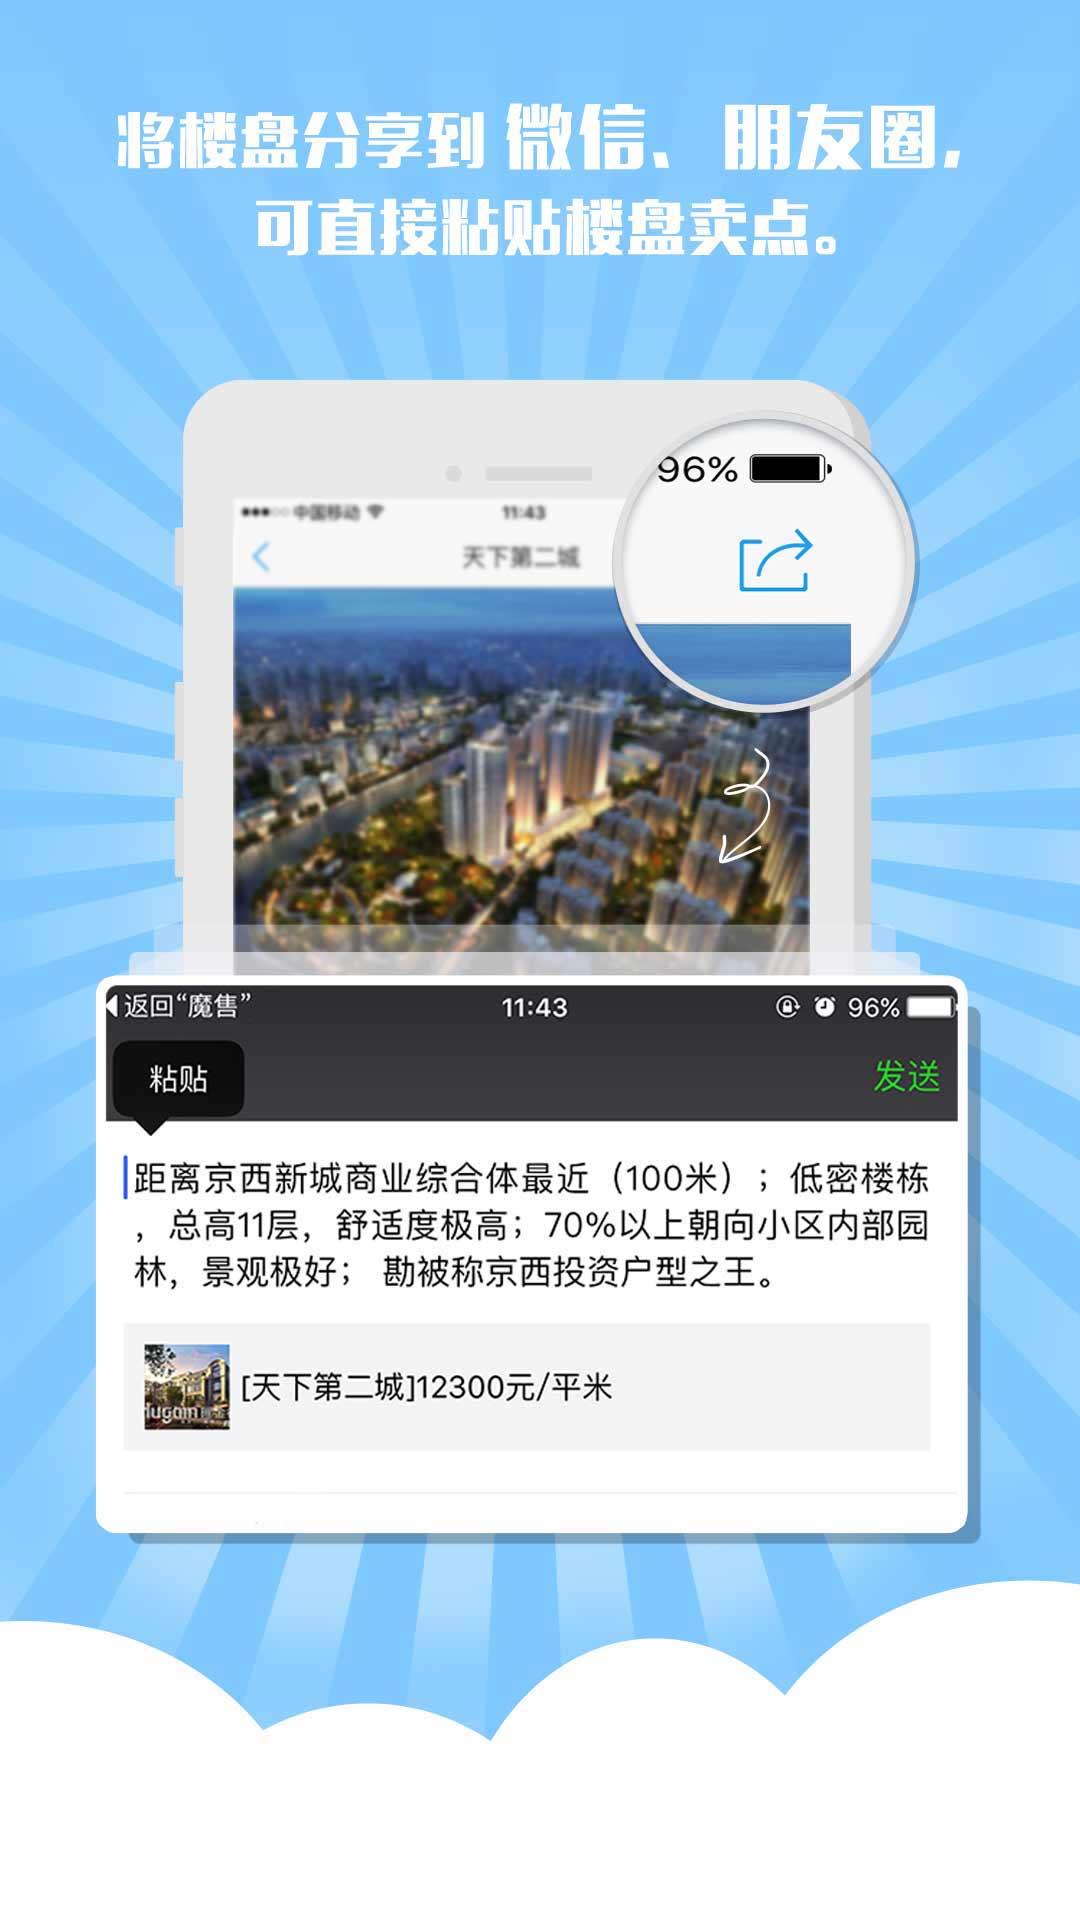 将楼盘分享到 微信、朋友圈,
可直接粘贴楼盘卖点。
96%
中国移动
11:43
天下第二城
返回“魔售”
11:43
96%
粘贴
发送
距离京西新城商业综合体最近（100米）；低密楼栋
，总高11层，舒适度极高；70%以上朝向小区内部园
林，景观极好； 勘被称京西投资户型之王。
[天下第二城]12300元/平米